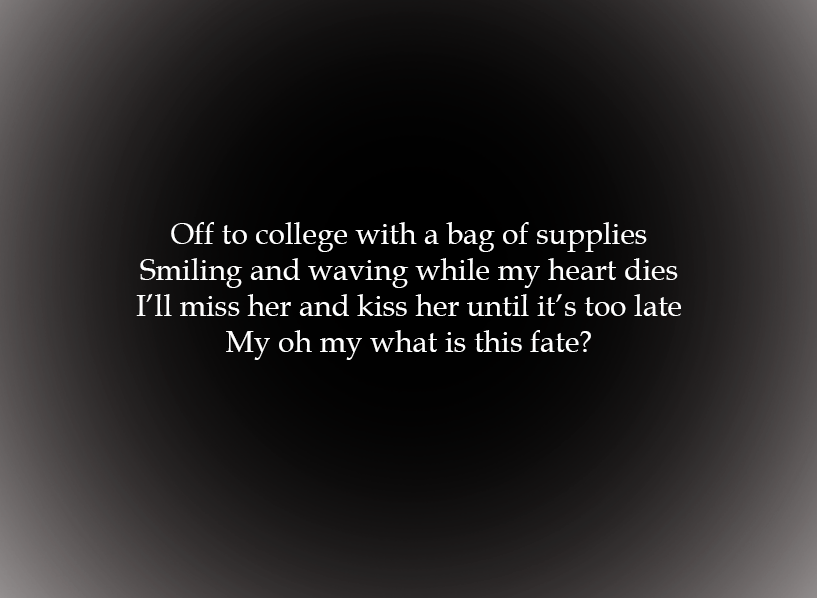 Off to college with a bag of supplies
Smiling and waving while my heart dies
I’ll miss her and kiss her until it’s too late
My oh my what is this fate?